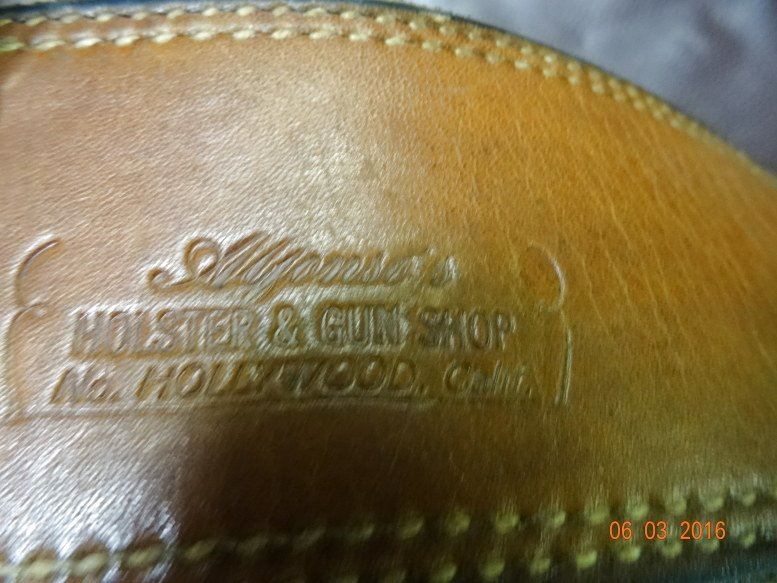 Alfonso's
HOLSTER & GUN SHOP
No. HOLLYWOOD, Calif.
06 03 2016